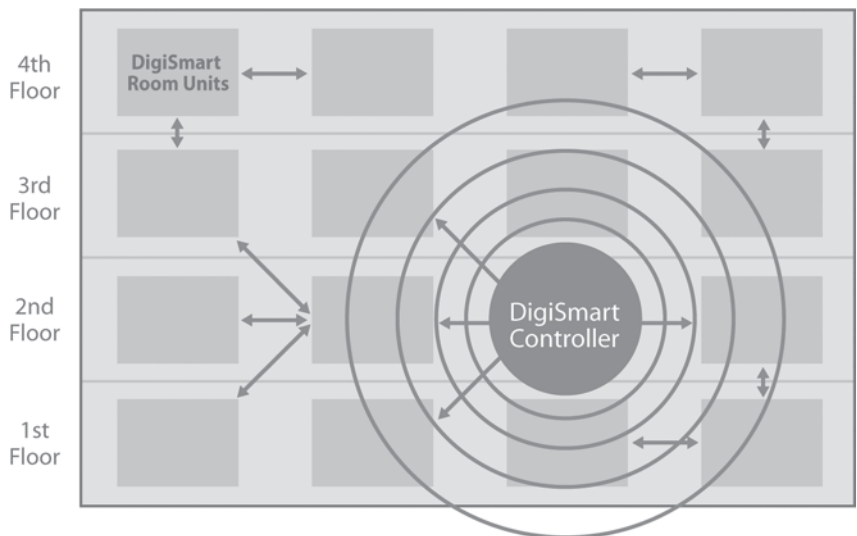 4th
Floor
DigiSmart
Room Units
3rd
Floor
2nd
Floor
DigiSmart
Controller
1st
Floor